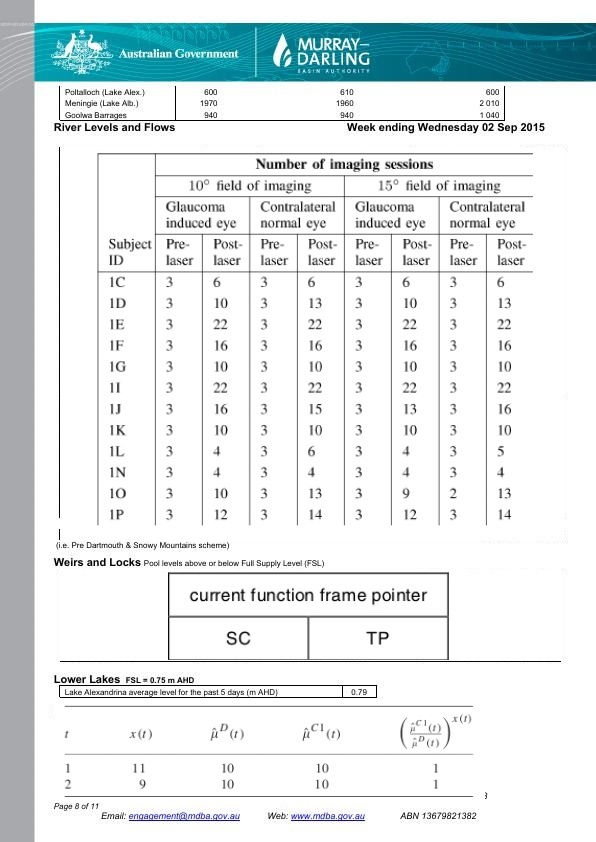 Australian Government
MURRAY–
DARLING
BASIN AUTHORITY
Poltalloch (Lake Alex.) 600 610 600
Meningie (Lake Alb.) 1970 1960 2 010
Goolwa Barrages 940 940 1 040
River Levels and Flows Week ending Wednesday 02 Sep 2015
Number of imaging sessions
10° field of imaging 15° field of imaging
Glaucoma Contralateral Glaucoma Contralateral
induced eye normal eye induced eye normal eye
Subject Pre- Post- Pre- Post- Pre- Post- Pre- Post-
ID laser laser laser laser laser laser laser laser
1C 3 6 3 6 3 6 3 6
1D 3 10 3 13 3 10 3 13
1E 3 22 3 22 3 22 3 22
1F 3 16 3 16 3 16 3 16
1G 3 10 3 10 3 10 3 10
1I 3 22 3 22 3 22 3 22
1J 3 16 3 15 3 13 3 16
1K 3 10 3 10 3 10 3 10
1L 3 4 3 6 3 4 3 5
1N 3 4 3 4 3 4 3 4
1O 3 10 3 13 3 9 2 13
1P 3 12 3 14 3 12 3 14
(i.e. Pre Dartmouth & Snowy Mountains scheme)
Weirs and Locks Pool levels above or below Full Supply Level (FSL)
current function frame pointer
SC TP
Lower Lakes FSL = 0.75 m AHD
Lake Alexandrina average level for the past 5 days (m AHD) 0.79
t x(t) μ̂^D(t) μ̂^C1(t) (μ̂^C1(t)/μ̂^D(t))^x(t)
1 11 10 10 1
2 9 10 10 1
Page 8 of 11
Email: engagement@mdba.gov.au Web: www.mdba.gov.au ABN 13679821382